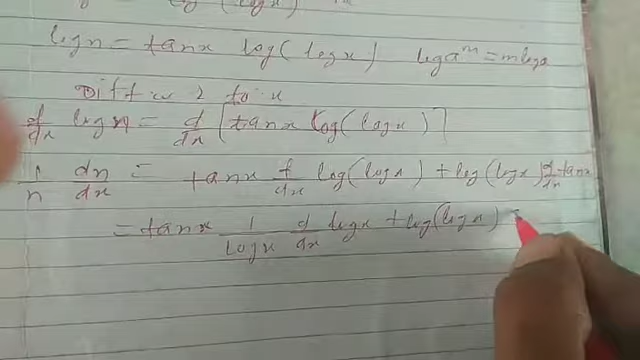 log n = tan x log(log x) log a^m = m log a
Diff w r to x
d/dx log n = d/dx [tan x log(log x)]
1/n dn/dx = tan x d/dx log(log x) + log(log x) d/dx tan x
= tan x 1/log x d/dx log x + log(log x)